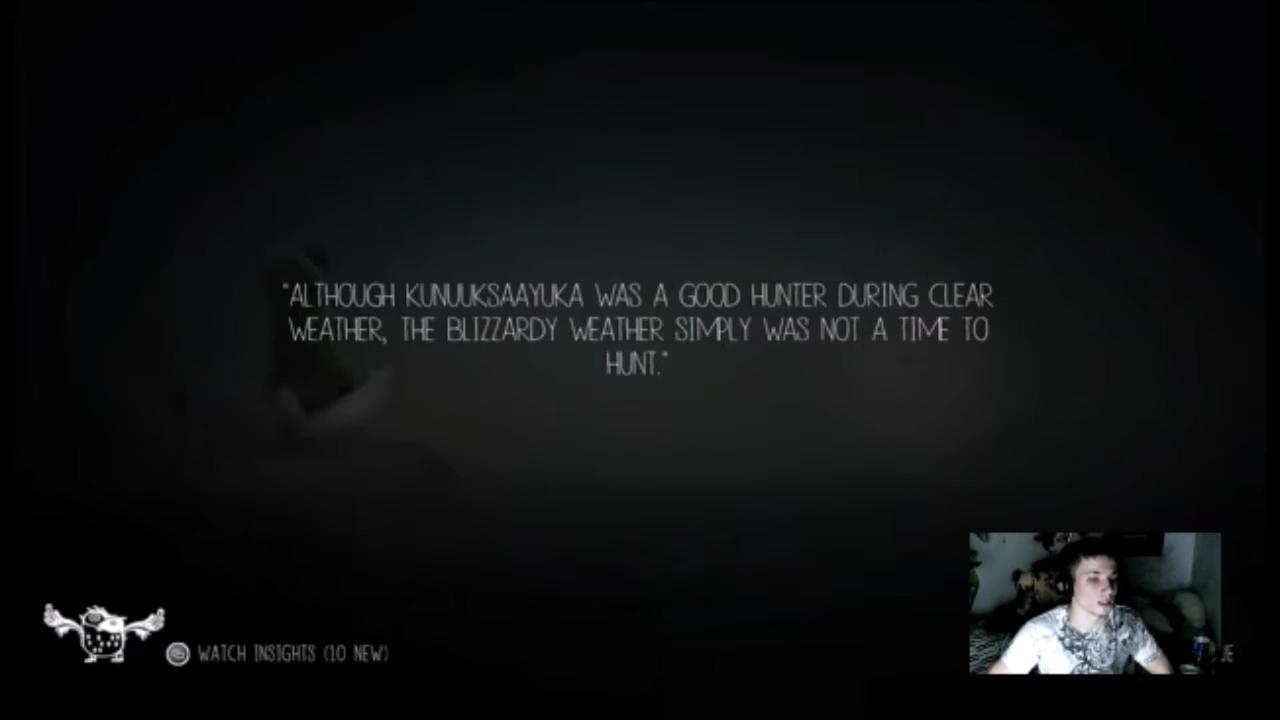 "ALTHOUGH KUNUUKSAAYUKA WAS A GOOD HUNTER DURING CLEAR
WEATHER, THE BLIZZARDY WEATHER SIMPLY WAS NOT A TIME TO
HUNT."
WATCH INSIGHTS (10 NEW)